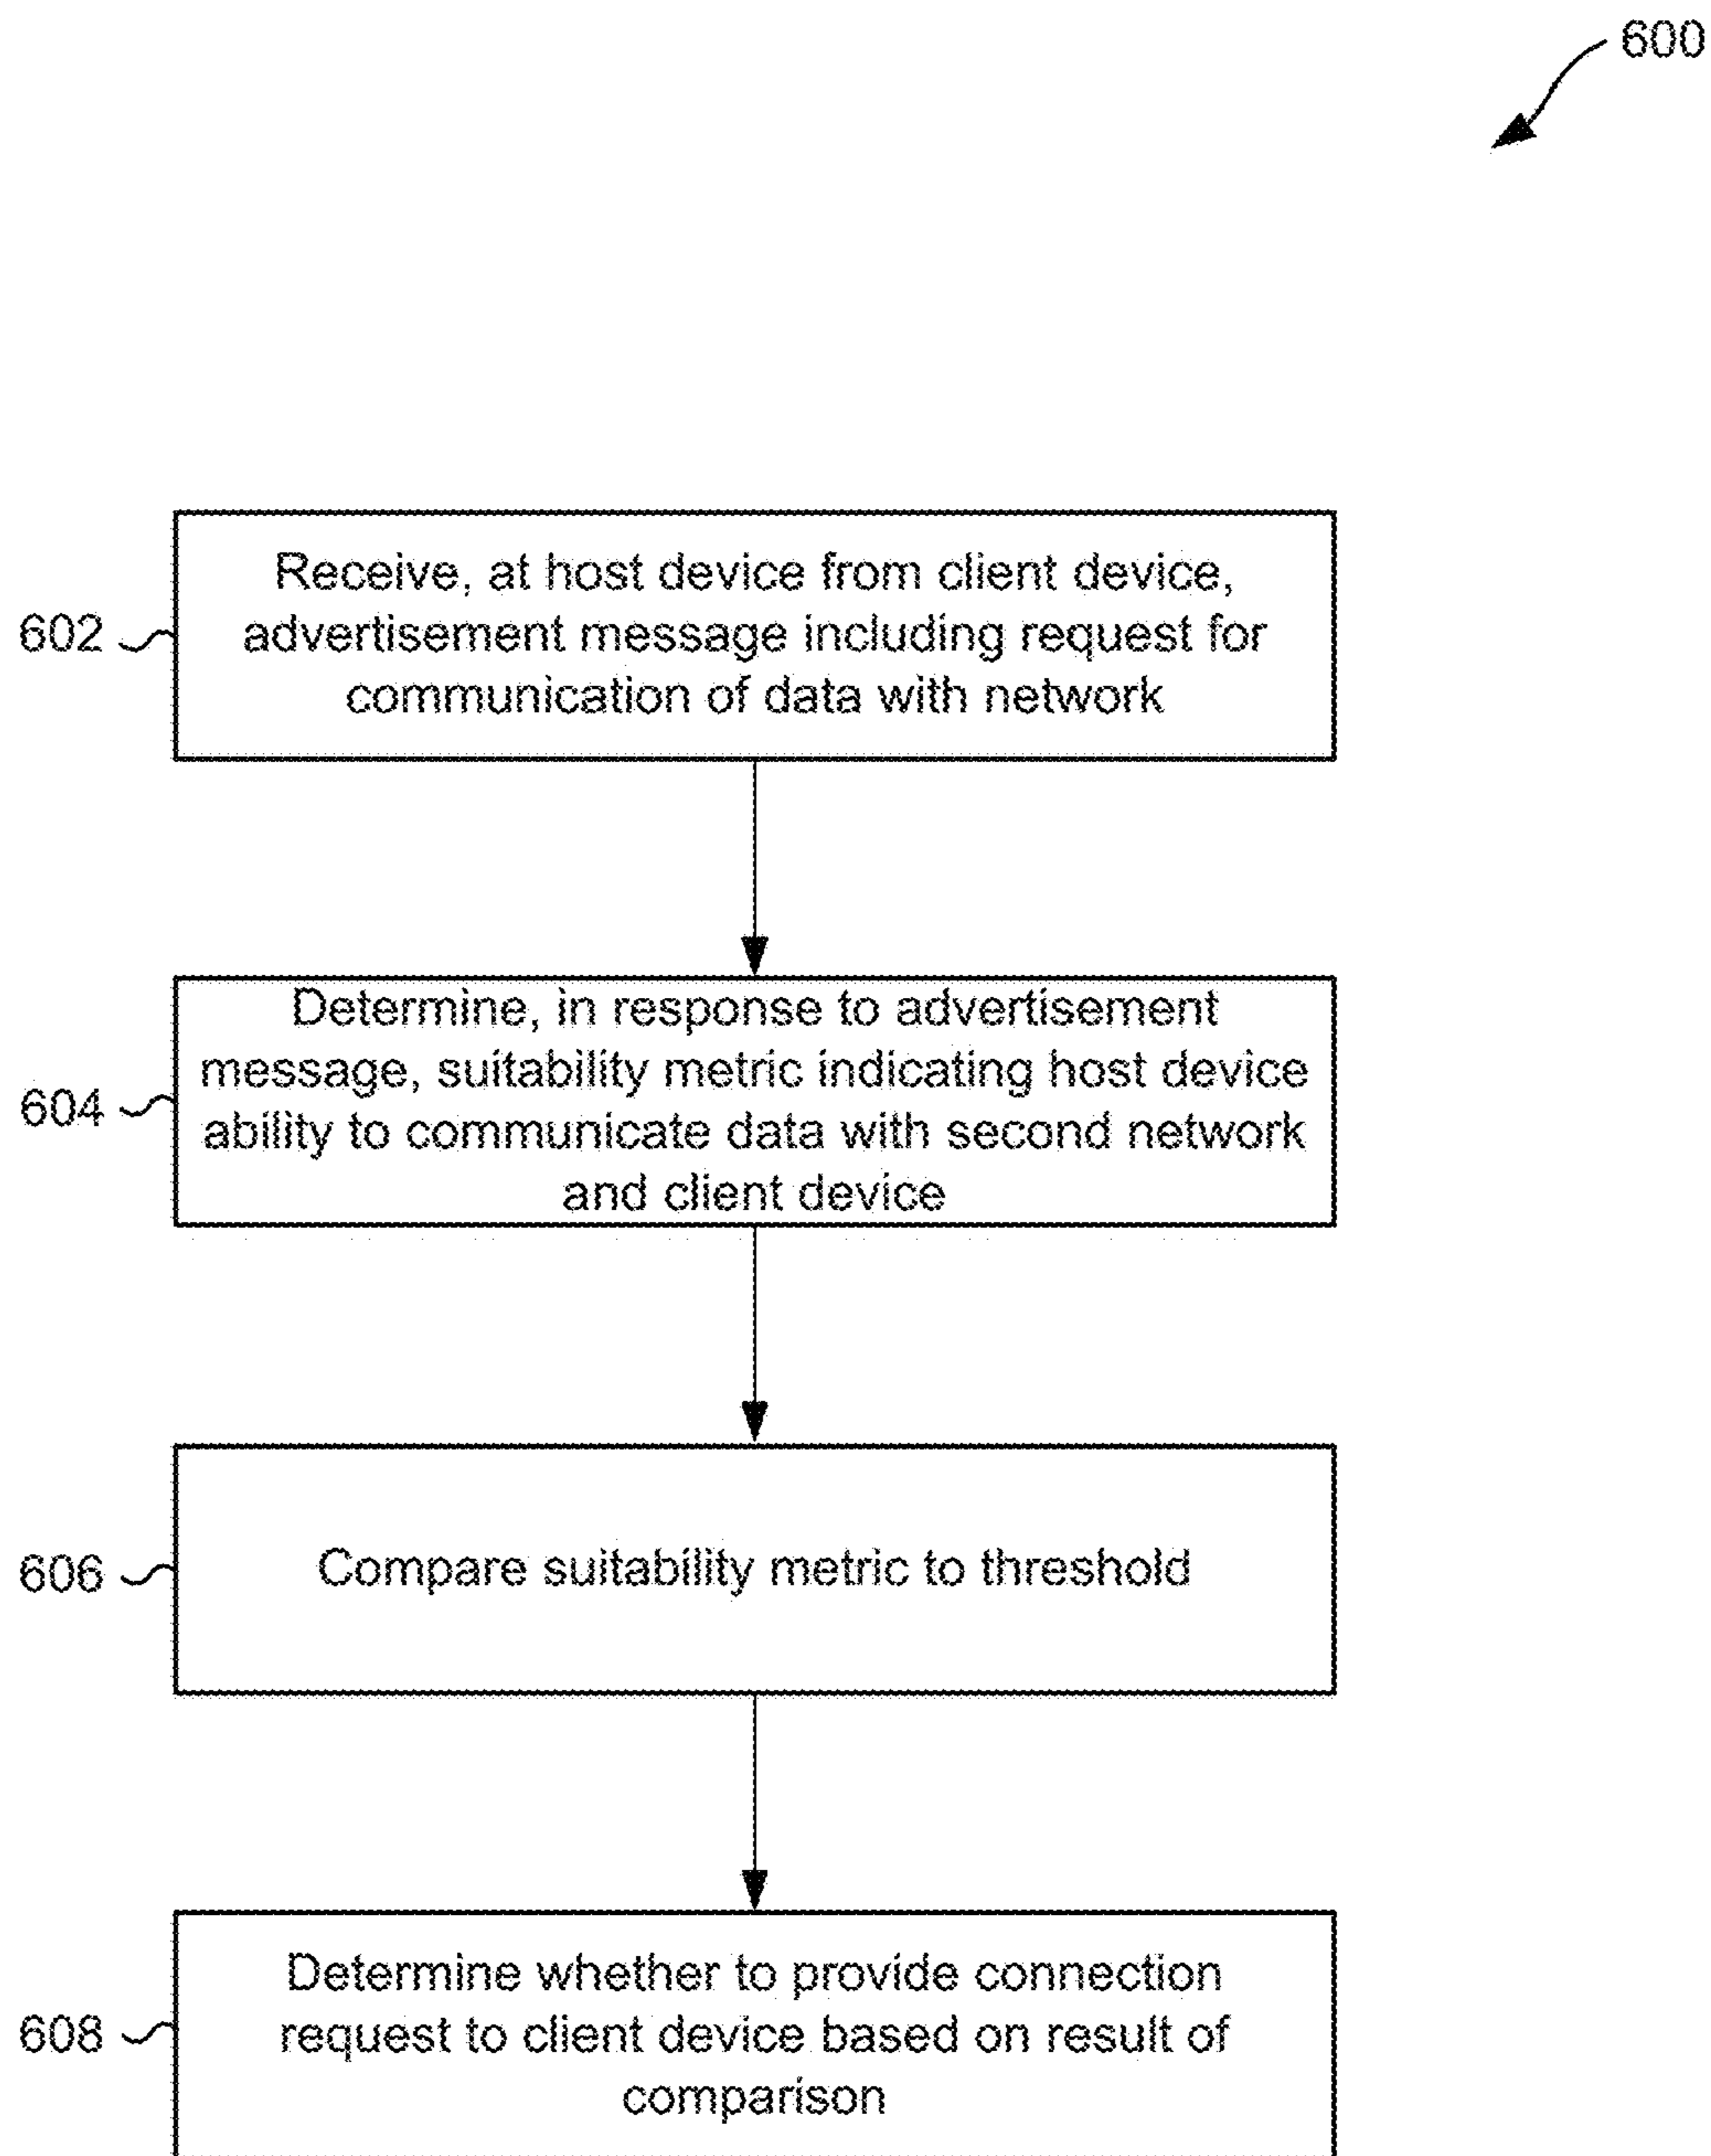 600
Receive, at host device from client device,
advertisement message including request for
communication of data with network
602
Determine, in response to advertisement
message, suitability metric indicating host device
ability to communicate data with second network
and client device
604
Compare suitability metric to threshold
606
Determine whether to provide connection
request to client device based on result of
comparison
608